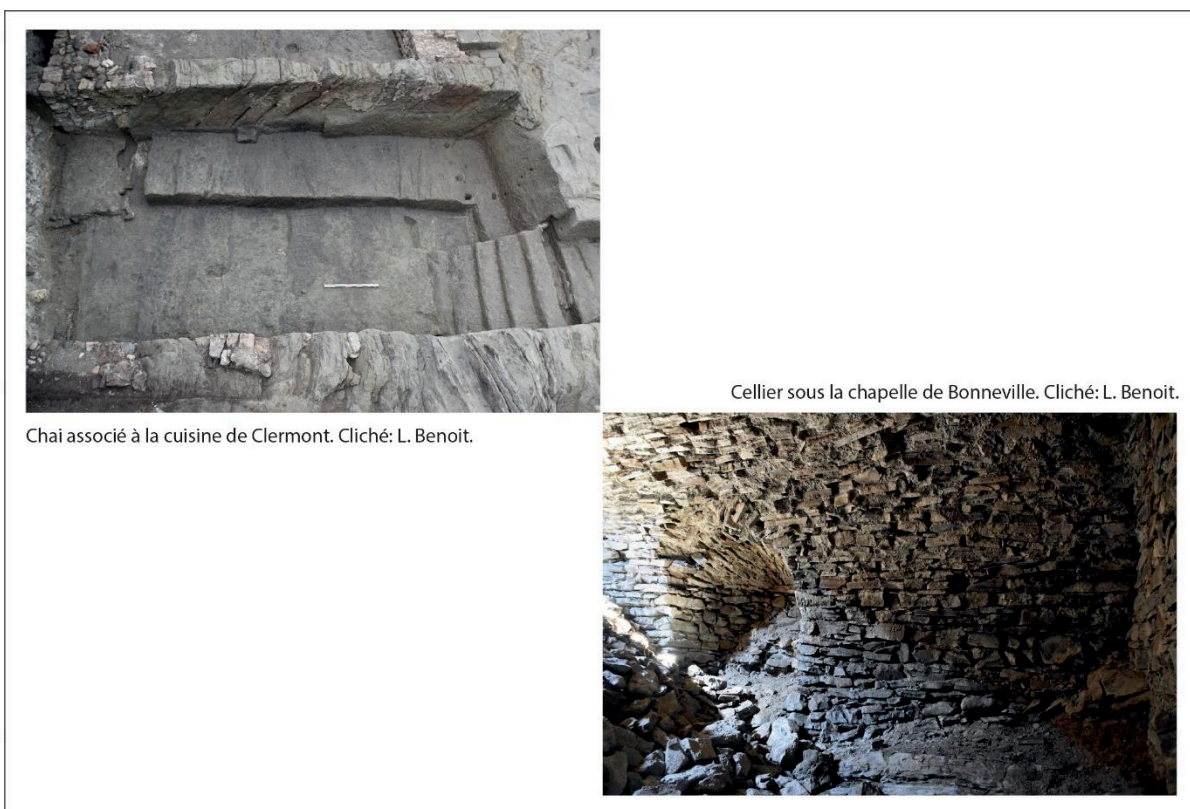 Cellier sous la chapelle de Bonneville. Cliché: L. Benoit.
Chai associé à la cuisine de Clermont. Cliché: L. Benoit.